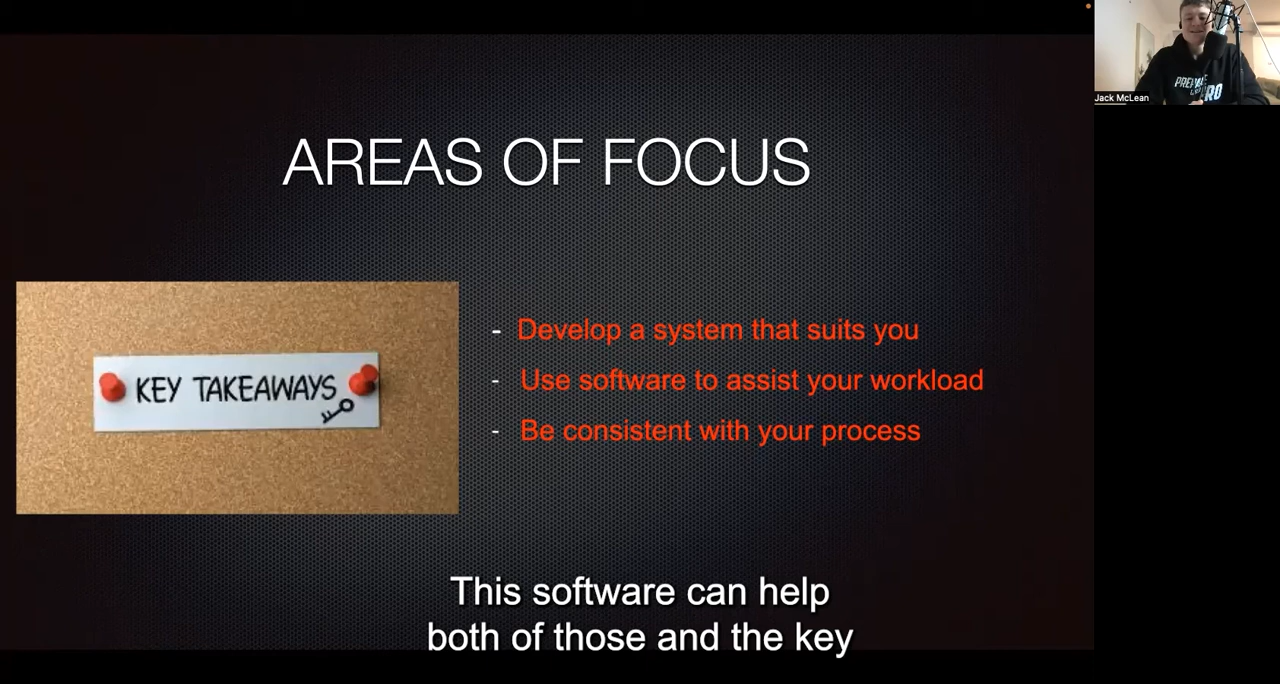 Jack McLean
AREAS OF FOCUS
KEY TAKEAWAYS
- Develop a system that suits you
- Use software to assist your workload
- Be consistent with your process
This software can help
both of those and the key